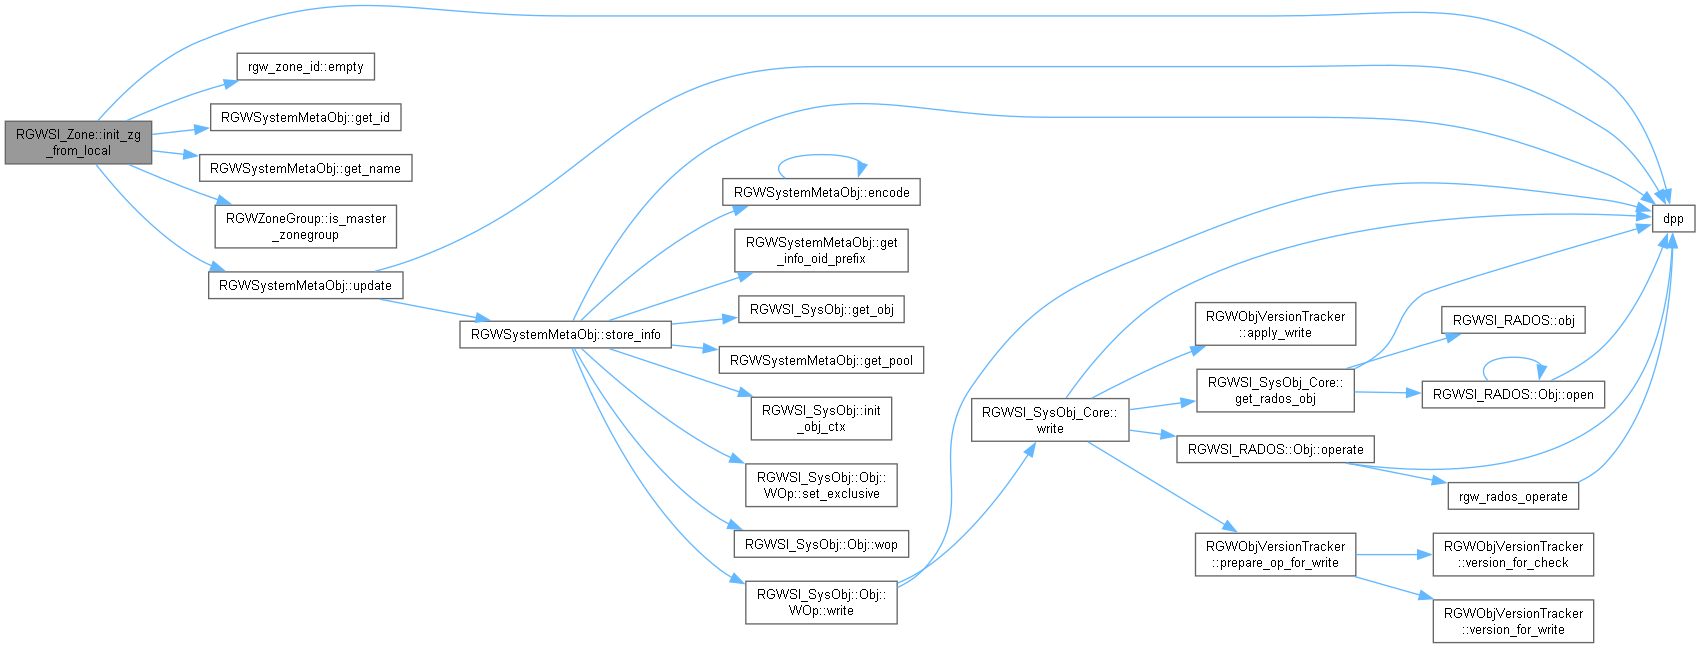 RGWSI_Zone::init_zg
_from_local
rgw_zone_id::empty
RGWSystemMetaObj::get_id
RGWSystemMetaObj::get_name
RGWZoneGroup::is_master
_zonegroup
RGWSystemMetaObj::update
RGWSystemMetaObj::store_info
RGWSystemMetaObj::encode
RGWSystemMetaObj::get
_info_oid_prefix
RGWSI_SysObj::get_obj
RGWSystemMetaObj::get_pool
RGWSI_SysObj::init
_obj_ctx
RGWSI_SysObj::Obj::
WOp::set_exclusive
RGWSI_SysObj::Obj::wop
RGWSI_SysObj::Obj::
WOp::write
RGWSI_SysObj_Core::
write
RGWObjVersionTracker
::apply_write
RGWSI_SysObj_Core::
get_rados_obj
RGWSI_RADOS::Obj::operate
RGWObjVersionTracker
::prepare_op_for_write
RGWSI_RADOS::obj
RGWSI_RADOS::Obj::open
rgw_rados_operate
RGWObjVersionTracker
::version_for_check
RGWObjVersionTracker
::version_for_write
dpp